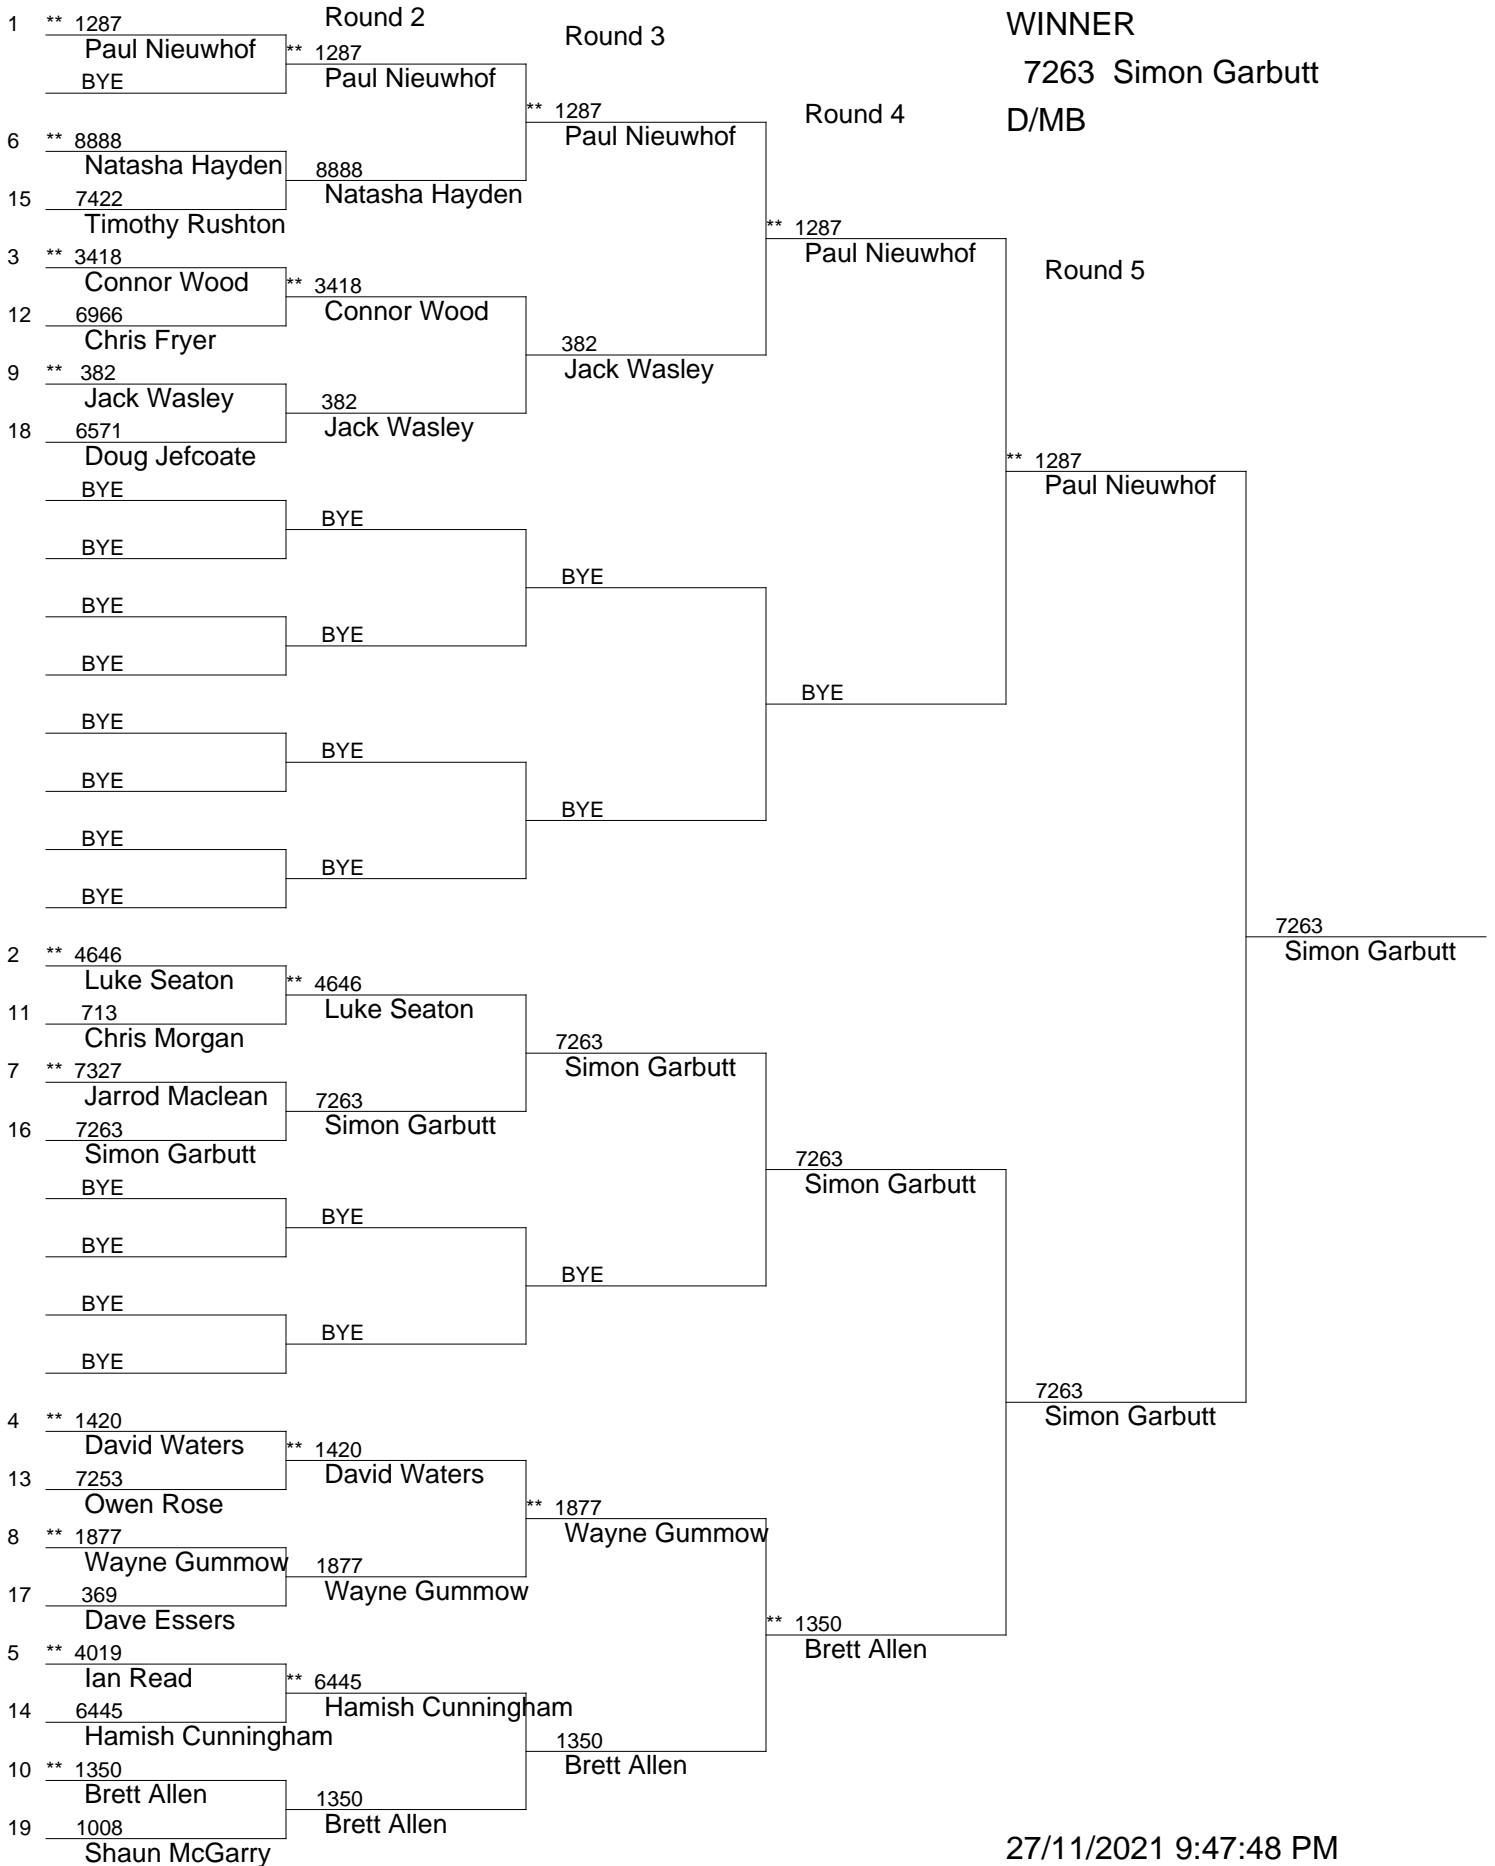 Round 2
WINNER
1 ** 1287
Paul Nieuwhof
Round 3
** 1287
7263 Simon Garbutt
BYE
Paul Nieuwhof
** 1287
Round 4
D/MB
6 ** 8888
Paul Nieuwhof
Natasha Hayden
8888
15 7422
Natasha Hayden
Timothy Rushton
** 1287
3 ** 3418
Paul Nieuwhof
Round 5
Connor Wood
** 3418
12 6966
Connor Wood
Chris Fryer
382
9 ** 382
Jack Wasley
Jack Wasley
382
18 6571
Jack Wasley
Doug Jefcoate
** 1287
BYE
Paul Nieuwhof
BYE
BYE
BYE
BYE
BYE
BYE
BYE
BYE
BYE
BYE
BYE
BYE
BYE
BYE
7263
Simon Garbutt
2 ** 4646
Luke Seaton
** 4646
11 713
Luke Seaton
Chris Morgan
7263
7 ** 7327
Simon Garbutt
Jarrod Maclean
7263
16 7263
Simon Garbutt
Simon Garbutt
7263
BYE
Simon Garbutt
BYE
BYE
BYE
BYE
BYE
BYE
7263
4 ** 1420
Simon Garbutt
David Waters
** 1420
13 7253
David Waters
Owen Rose
** 1877
8 ** 1877
Wayne Gummow
Wayne Gummow
1877
17 369
Wayne Gummow
Dave Essers
** 1350
5 ** 4019
Brett Allen
Ian Read
** 6445
14 6445
Hamish Cunningham
Hamish Cunningham
1350
10 ** 1350
Brett Allen
Brett Allen
1350
19 1008
Brett Allen
Shaun McGarry
27/11/2021 9:47:48 PM